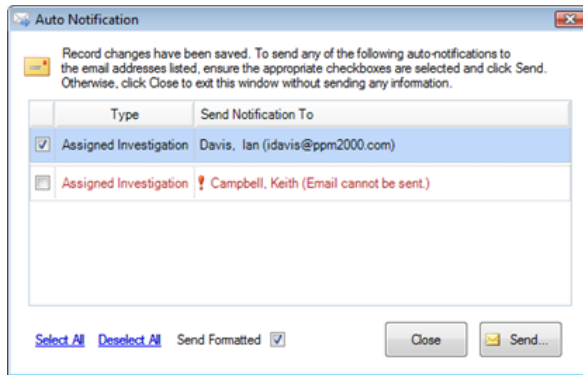 Auto Notification
Record changes have been saved. To send any of the following auto-notifications to
the email addresses listed, ensure the appropriate checkboxes are selected and click Send.
Otherwise, click Close to exit this window without sending any information.
Type Send Notification To
Assigned Investigation Davis, Ian (idavis@ppm2000.com)
Assigned Investigation Campbell, Keith (Email cannot be sent.)
Select All Deselect All Send Formatted Close Send...